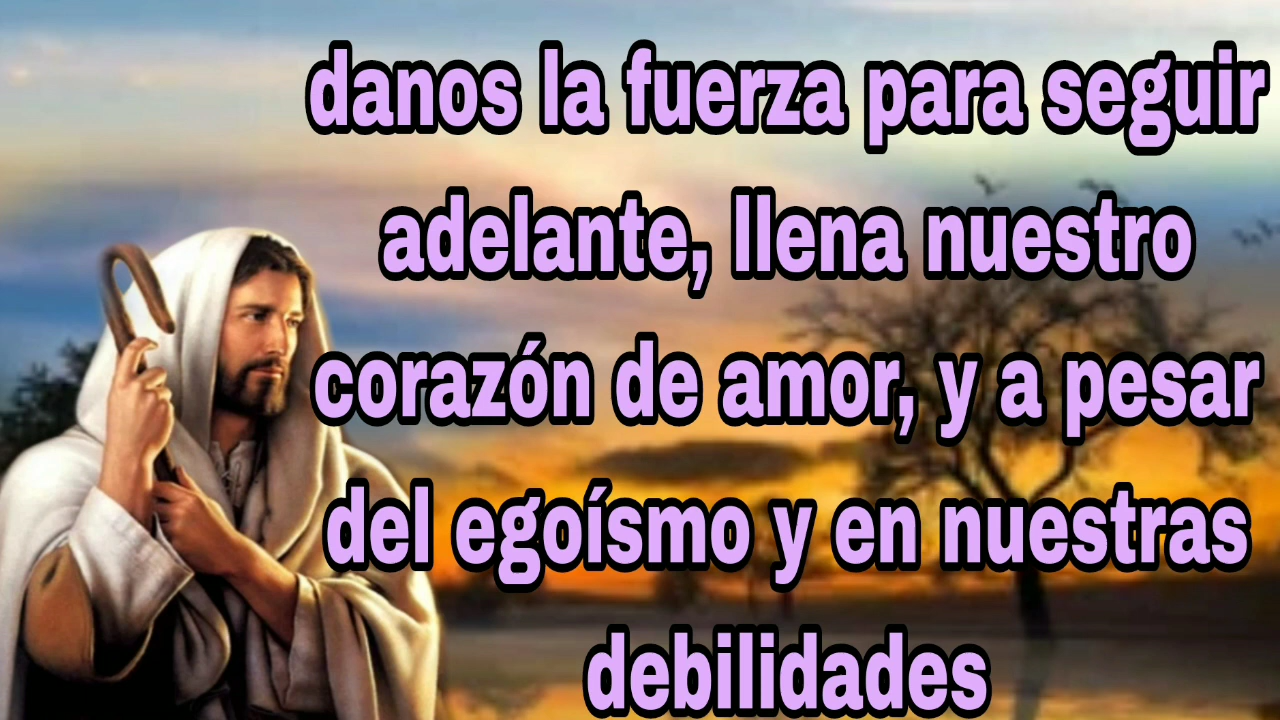 danos la fuerza para seguir
adelante, llena nuestro
corazón de amor, y a pesar
del egoísmo y en nuestras
debilidades